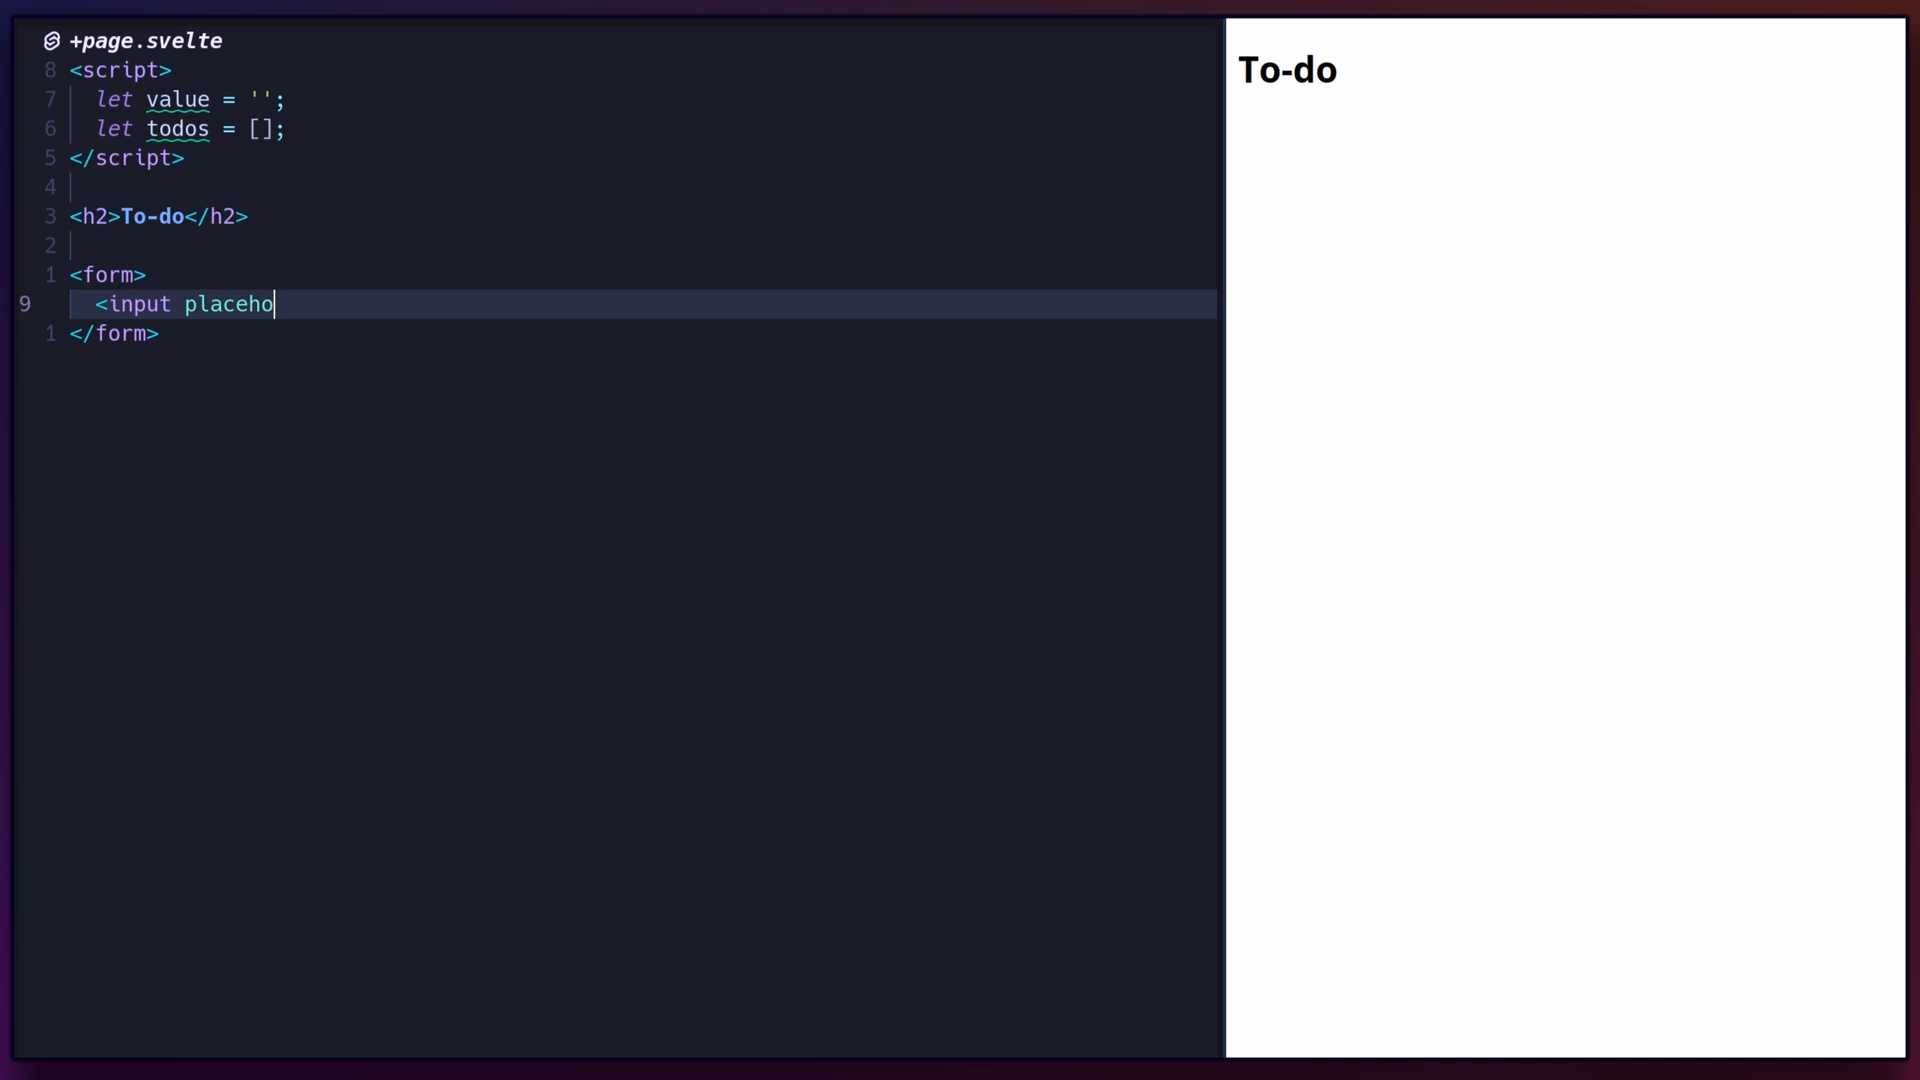 +page.svelte
8 <script>
7 let value = '';
6 let todos = [];
5 </script>
4
3 <h2>To-do</h2>
2
1 <form>
9 <input placeho
1 </form>
To-do